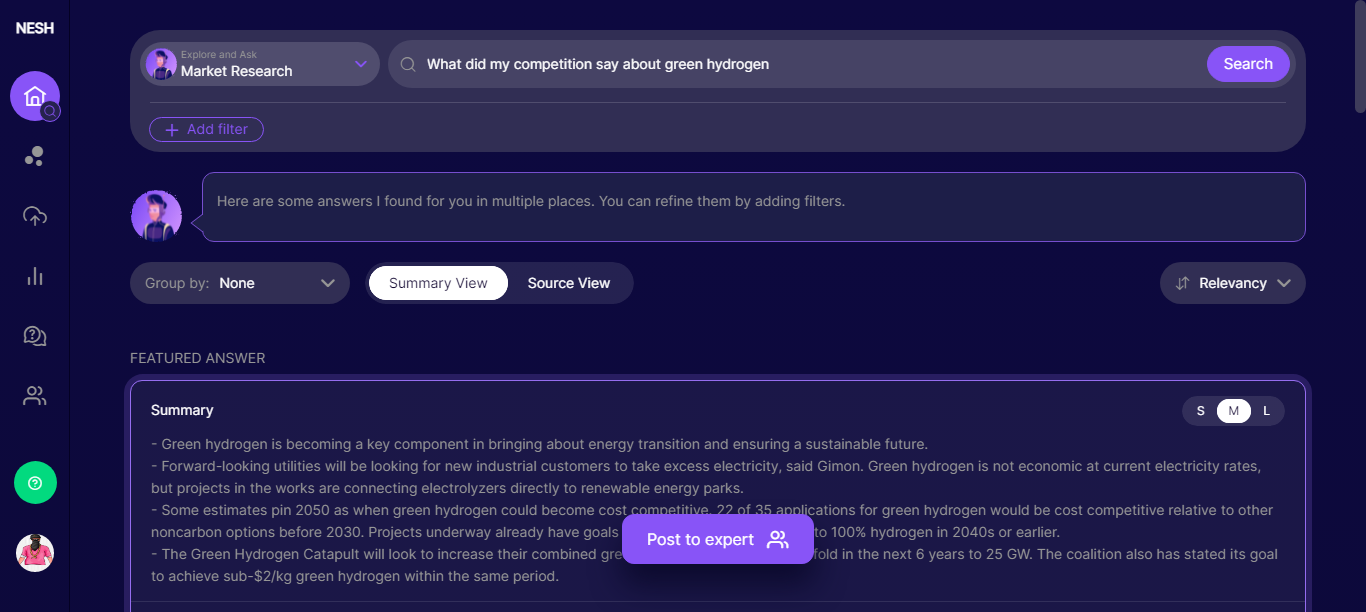 NESH
Explore and Ask
Market Research
What did my competition say about green hydrogen
Search
Add filter
Here are some answers I found for you in multiple places. You can refine them by adding filters.
Group by: None
Summary View
Source View
Relevancy
FEATURED ANSWER
Summary
S M L
- Green hydrogen is becoming a key component in bringing about energy transition and ensuring a sustainable future.
- Forward-looking utilities will be looking for new industrial customers to take excess electricity, said Gimon. Green hydrogen is not economic at current electricity rates,
but projects in the works are connecting electrolyzers directly to renewable energy parks.
- Some estimates pin 2050 as when green hydrogen could become cost competitive. 22 of 35 applications for green hydrogen would be cost competitive relative to other
noncarbon options before 2030. Projects underway already have goals to 100% hydrogen in 2040s or earlier.
- The Green Hydrogen Catapult will look to increase their combined fold in the next 6 years to 25 GW. The coalition also has stated its goal
to achieve sub-$2/kg green hydrogen within the same period.
Post to expert